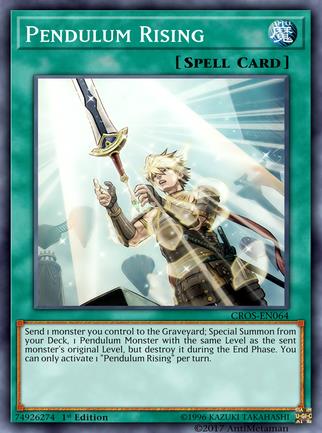 Pendulum Rising
[Spell Card]
CROS-EN064
Send 1 monster you control to the Graveyard; Special Summon from
your Deck, 1 Pendulum Monster with the same Level as the sent
monster's original Level, but destroy it during the End Phase. You
can only activate 1 "Pendulum Rising" per turn.
74926274 1st Edition ©1996 KAZUKI TAKAHASHI
©2017 AntiMetaman